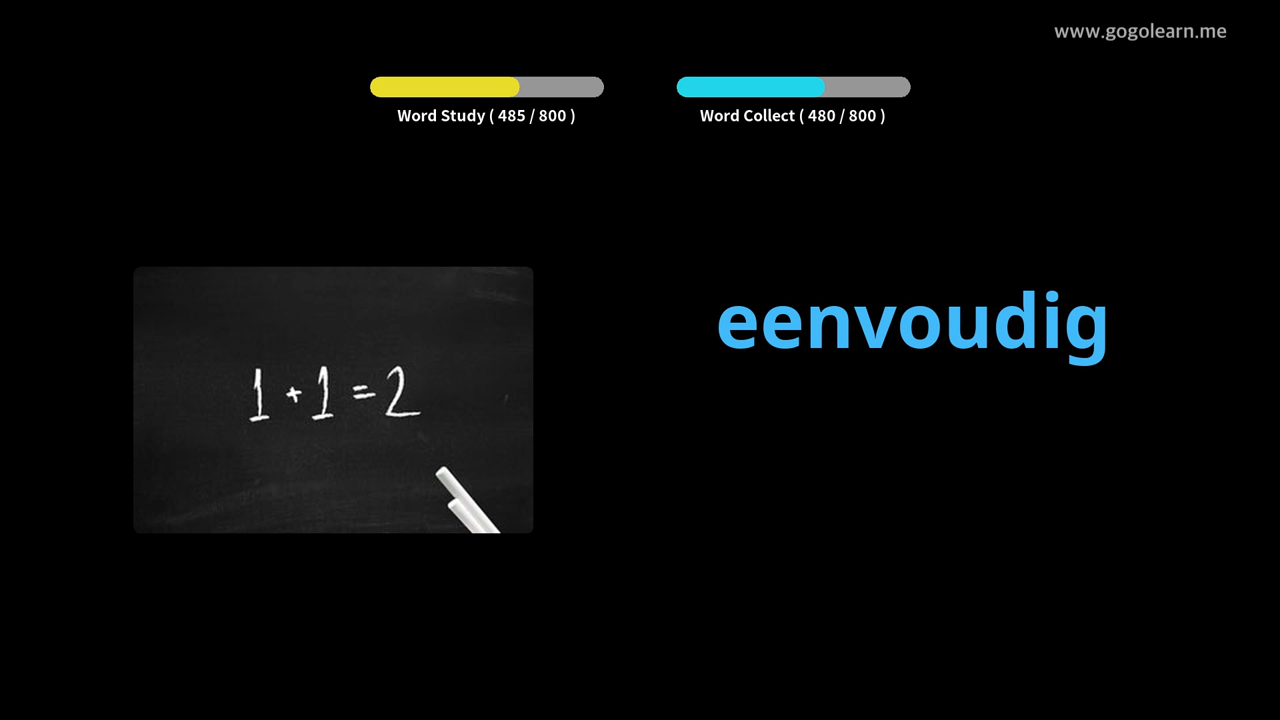 www.gogolearn.me
Word Study ( 485 / 800 )
Word Collect ( 480 / 800 )
eenvoudig
1 + 1 = 2